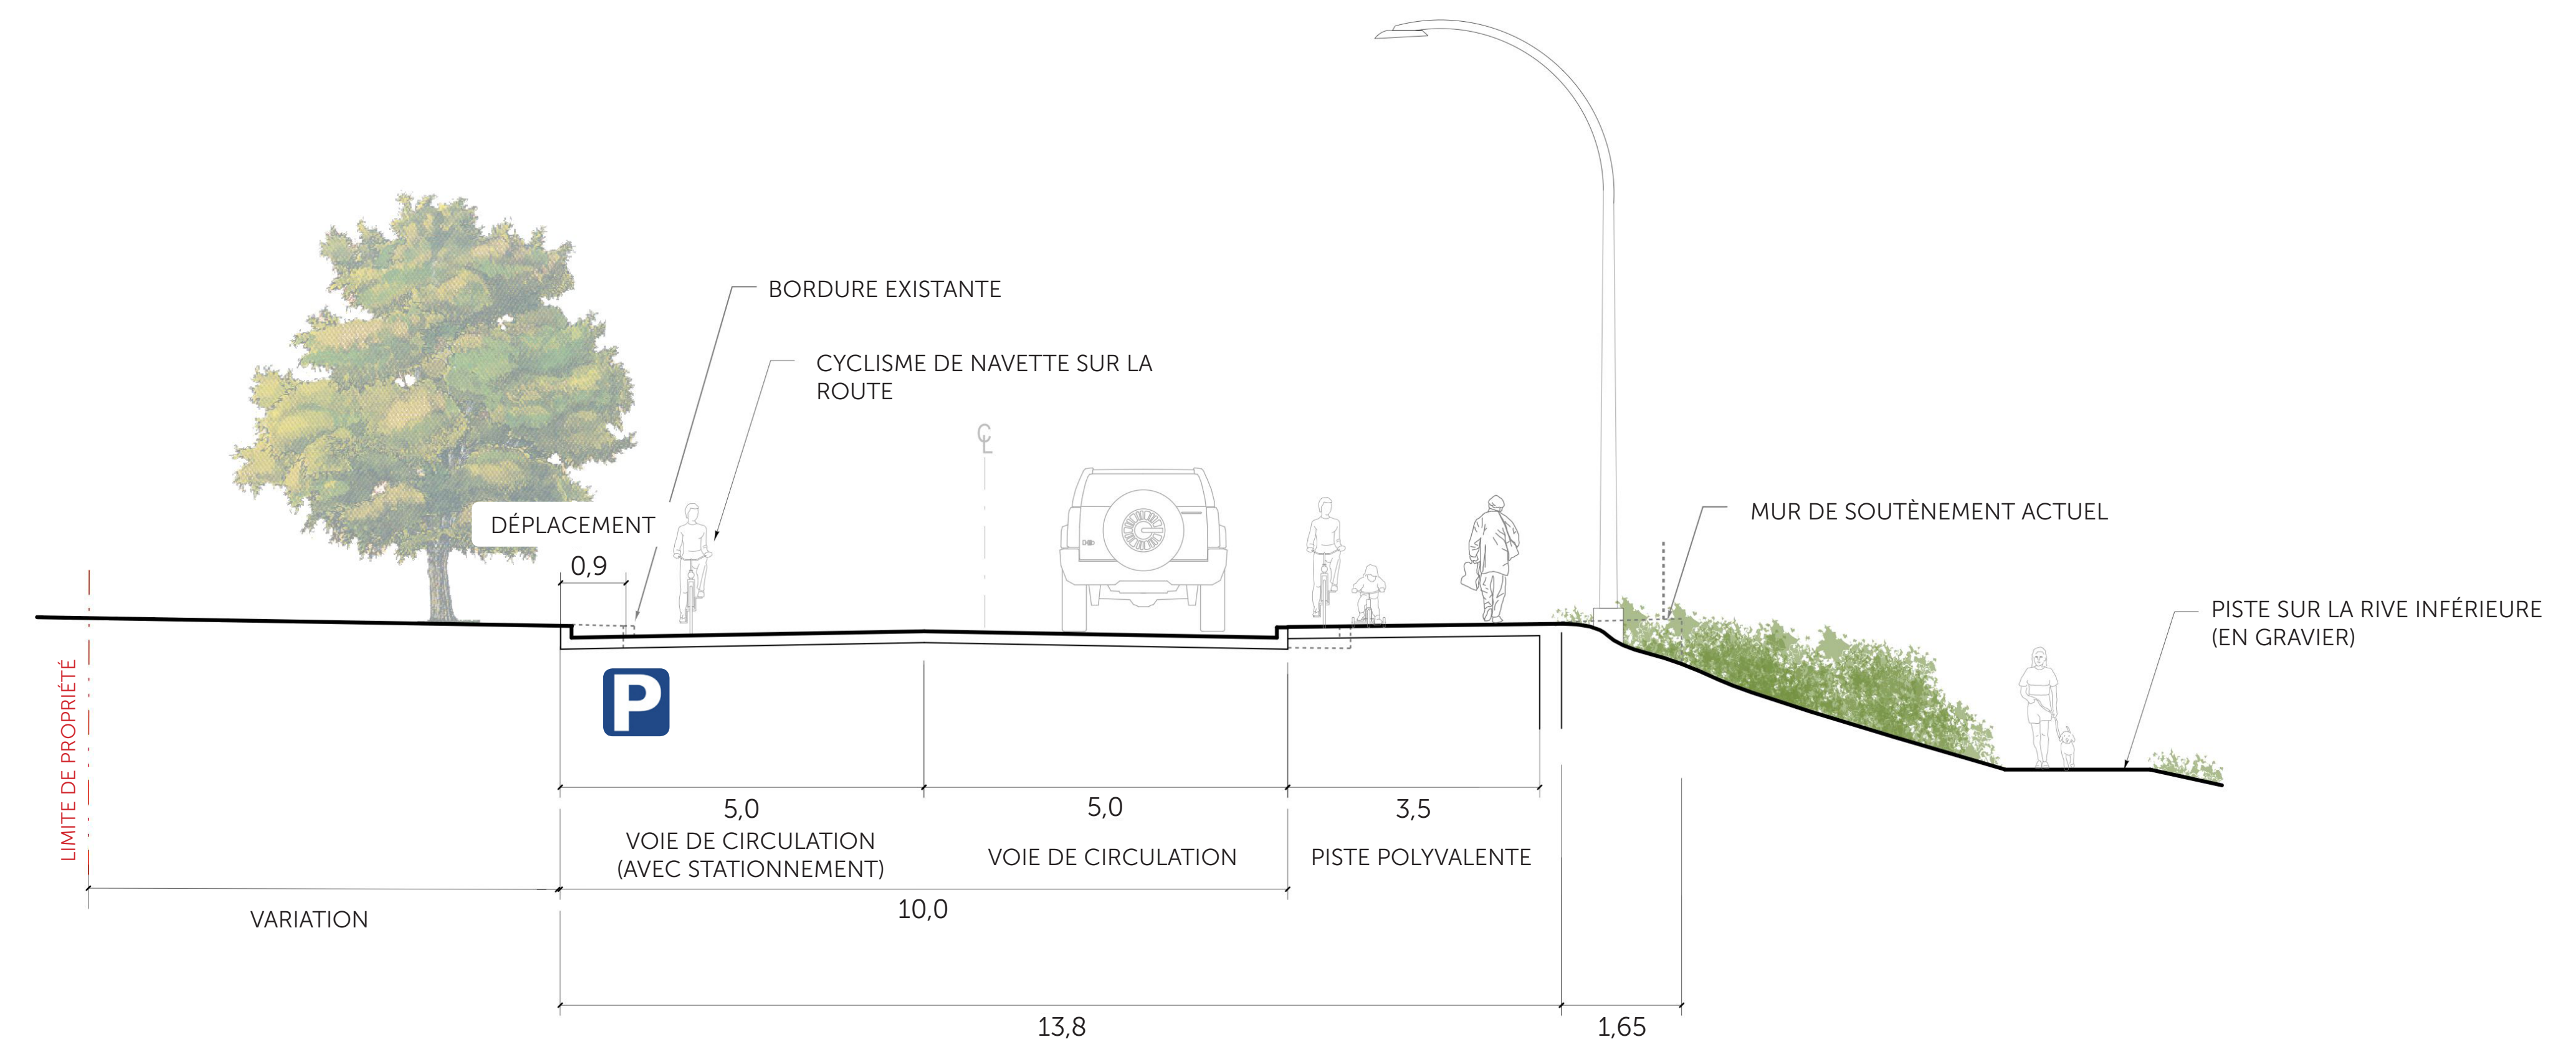 BORDURE EXISTANTE
CYCLISME DE NAVETTE SUR LA
ROUTE
CL
DÉPLACEMENT
0,9
MUR DE SOUTÈNEMENT ACTUEL
PISTE SUR LA RIVE INFÉRIEURE
(EN GRAVIER)
LIMITE DE PROPRIÉTÉ
P
5,0
VOIE DE CIRCULATION
(AVEC STATIONNEMENT)
5,0
VOIE DE CIRCULATION
3,5
PISTE POLYVALENTE
VARIATION
10,0
13,8
1,65